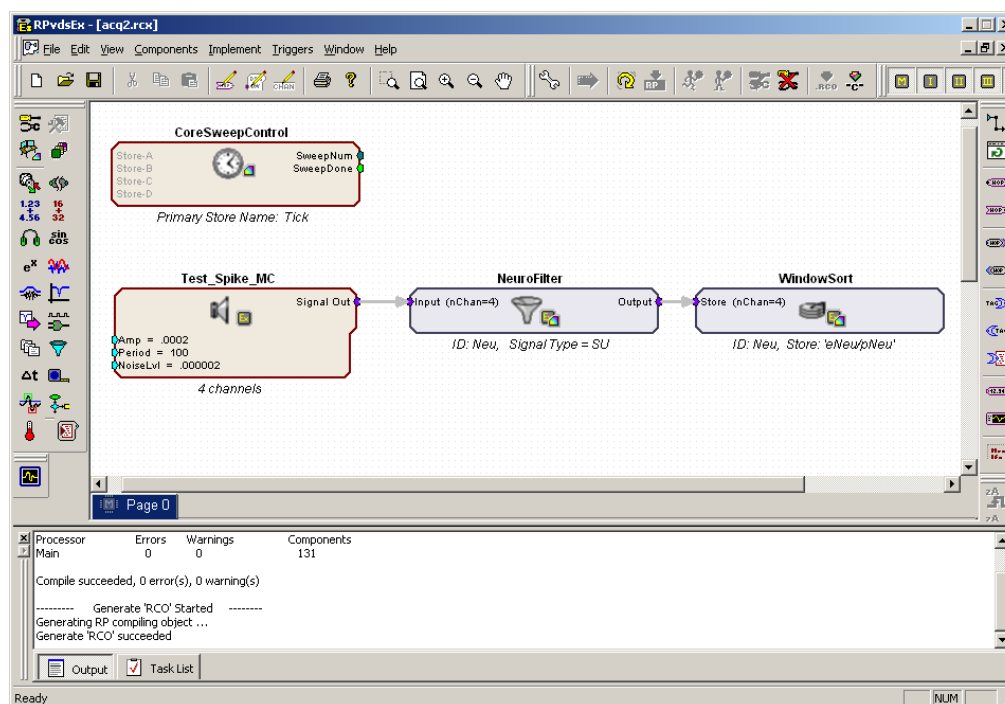 RPvdsEx - [acq2.rcx]
File Edit View Components Implement Triggers Window Help
CoreSweepControl
Store-A
Store-B
Store-C
Store-D
SweepNum
SweepDone
Primary Store Name: Tick
Test_Spike_MC
Signal Out
Amp = .0002
Period = 100
NoiseLvl = .000002
4 channels
NeuroFilter
Input (nChan=4)
Output
ID: Neu, Signal Type = SU
WindowSort
Store (nChan=4)
ID: Neu, Store: 'eNeu/pNeu'
Page 0
Processor Errors Warnings Components
Main 0 0 131
Compile succeeded, 0 error(s), 0 warning(s)
--------- Generate 'RCO' Started --------
Generating RP compiling object ...
Generate 'RCO' succeeded
Output Task List
Ready NUM